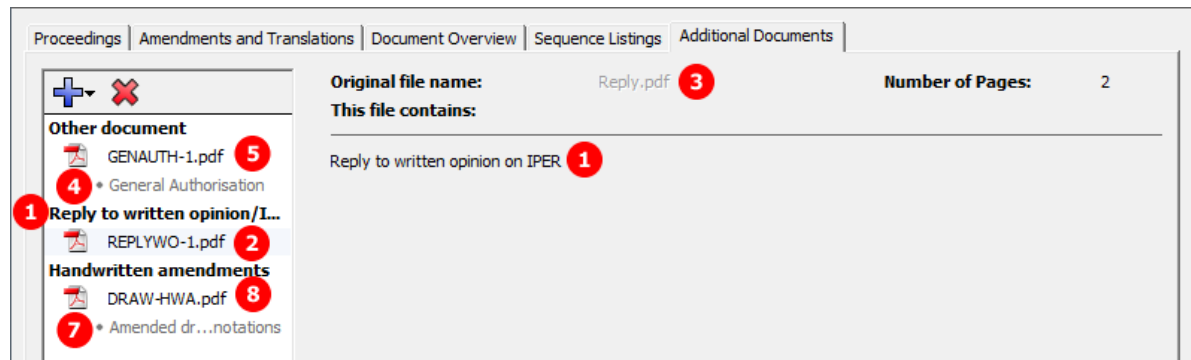 Proceedings Amendments and Translations Document Overview Sequence Listings Additional Documents
Original file name: Reply.pdf 3 Number of Pages: 2
This file contains:
Other document
GENAUTH-1.pdf 5
4 • General Authorisation
1 Reply to written opinion/I...
REPLYWO-1.pdf 2
Handwritten amendments
DRAW-HWA.pdf 8
7 • Amended dr...notations
Reply to written opinion on IPER 1